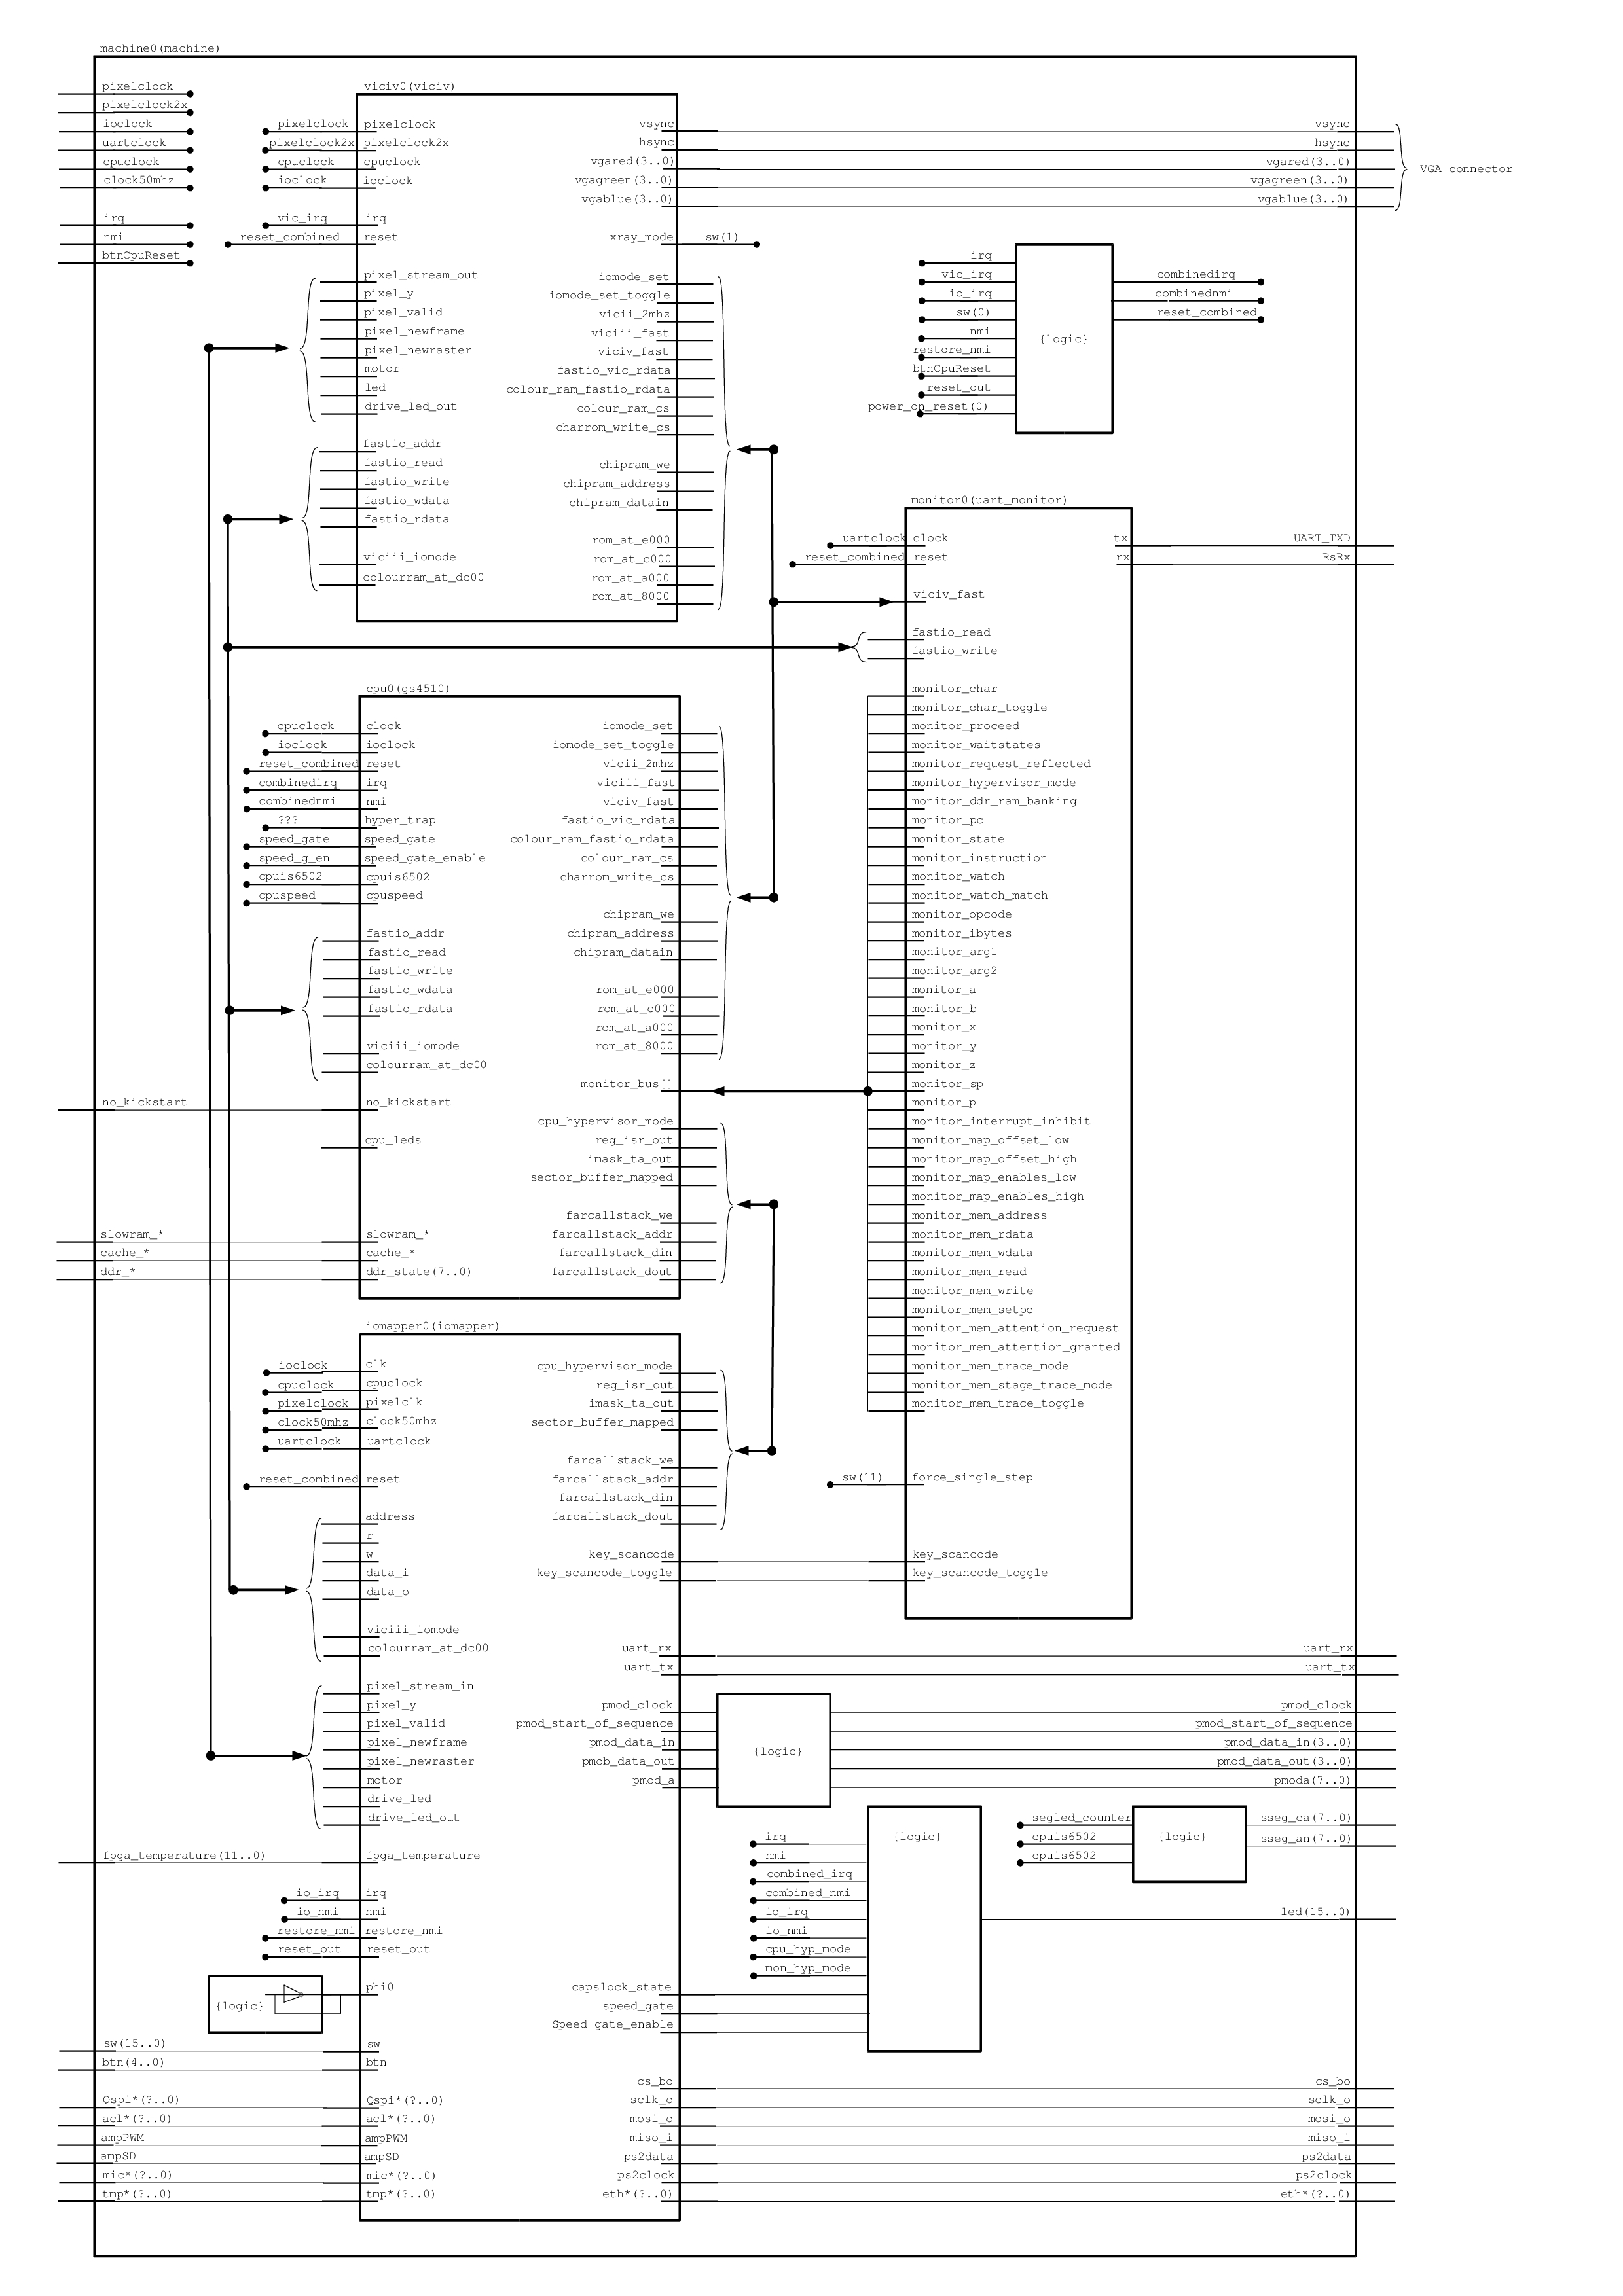 machine0(machine)
pixelclock
pixelclock2x
ioclock
uartclock
cpuclock
clock50mhz
irq
nmi
btnCpuReset
viciv0(viciv)
pixelclock
pixelclock2x
cpuclock
ioclock
vic_irq
reset_combined
pixelclock
pixelclock2x
cpuclock
ioclock
irq
reset
pixel_stream_out
pixel_y
pixel_valid
pixel_newframe
pixel_newraster
motor
led
drive_led_out
fastio_addr
fastio_read
fastio_write
fastio_wdata
fastio_rdata
viciii_iomode
colourram_at_dc00
vsync
hsync
vgared(3..0)
vgagreen(3..0)
vgablue(3..0)
xray_mode
sw(1)
iomode_set
iomode_set_toggle
vicii_2mhz
viciii_fast
viciv_fast
fastio_vic_rdata
colour_ram_fastio_rdata
colour_ram_cs
charrom_write_cs
chipram_we
chipram_address
chipram_datain
rom_at_e000
rom_at_c000
rom_at_a000
rom_at_8000
vsync
hsync
vgared(3..0)
vgagreen(3..0)
vgablue(3..0)
VGA connector
irq
vic_irq
io_irq
sw(0)
nmi
restore_nmi
btnCpuReset
reset_out
power_on_reset(0)
{logic}
combinedirq
combinednmi
reset_combined
monitor0(uart_monitor)
uartclock
reset_combined
clock
reset
viciv_fast
fastio_read
fastio_write
tx
rx
UART_TXD
RsRx
monitor_char
monitor_char_toggle
monitor_proceed
monitor_waitstates
monitor_request_reflected
monitor_hypervisor_mode
monitor_ddr_ram_banking
monitor_pc
monitor_state
monitor_instruction
monitor_watch
monitor_watch_match
monitor_opcode
monitor_ibytes
monitor_arg1
monitor_arg2
monitor_a
monitor_b
monitor_x
monitor_y
monitor_z
monitor_sp
monitor_p
monitor_interrupt_inhibit
monitor_map_offset_low
monitor_map_offset_high
monitor_map_enables_low
monitor_map_enables_high
monitor_mem_address
monitor_mem_rdata
monitor_mem_wdata
monitor_mem_read
monitor_mem_write
monitor_mem_setpc
monitor_mem_attention_request
monitor_mem_attention_granted
monitor_mem_trace_mode
monitor_mem_stage_trace_mode
monitor_mem_trace_toggle
sw(11)
force_single_step
key_scancode
key_scancode_toggle
cpu0(gs4510)
cpuclock
ioclock
reset_combined
combinedirq
combinednmi
???
speed_gate
speed_g_en
cpuis6502
cpuspeed
clock
ioclock
reset
irq
nmi
hyper_trap
speed_gate
speed_gate_enable
cpuis6502
cpuspeed
fastio_addr
fastio_read
fastio_write
fastio_wdata
fastio_rdata
viciii_iomode
colourram_at_dc00
no_kickstart
no_kickstart
cpu_leds
slowram_*
cache_*
ddr_*
slowram_*
cache_*
ddr_state(7..0)
iomode_set
iomode_set_toggle
vicii_2mhz
viciii_fast
viciv_fast
fastio_vic_rdata
colour_ram_fastio_rdata
colour_ram_cs
charrom_write_cs
chipram_we
chipram_address
chipram_datain
rom_at_e000
rom_at_c000
rom_at_a000
rom_at_8000
monitor_bus[]
cpu_hypervisor_mode
reg_isr_out
imask_ta_out
sector_buffer_mapped
farcallstack_we
farcallstack_addr
farcallstack_din
farcallstack_dout
iomapper0(iomapper)
ioclock
cpuclock
pixelclock
clock50mhz
uartclock
reset_combined
clk
cpuclock
pixelclk
clock50mhz
uartclock
reset
address
r
w
data_i
data_o
viciii_iomode
colourram_at_dc00
pixel_stream_in
pixel_y
pixel_valid
pixel_newframe
pixel_newraster
motor
drive_led
drive_led_out
fpga_temperature(11..0)
fpga_temperature
io_irq
io_nmi
restore_nmi
reset_out
irq
nmi
restore_nmi
reset_out
{logic}
phi0
sw(15..0)
btn(4..0)
sw
btn
Qspi*(?..0)
acl*(?..0)
ampPWM
ampSD
mic*(?..0)
tmp*(?..0)
Qspi*(?..0)
acl*(?..0)
ampPWM
ampSD
mic*(?..0)
tmp*(?..0)
cpu_hypervisor_mode
reg_isr_out
imask_ta_out
sector_buffer_mapped
farcallstack_we
farcallstack_addr
farcallstack_din
farcallstack_dout
key_scancode
key_scancode_toggle
uart_rx
uart_tx
uart_rx
uart_tx
pmod_clock
pmod_start_of_sequence
pmod_data_in
pmob_data_out
pmod_a
{logic}
pmod_clock
pmod_start_of_sequence
pmod_data_in(3..0)
pmod_data_out(3..0)
pmoda(7..0)
irq
nmi
combined_irq
combined_nmi
io_irq
io_nmi
cpu_hyp_mode
mon_hyp_mode
{logic}
segled_counter
cpuis6502
cpuis6502
{logic}
sseg_ca(7..0)
sseg_an(7..0)
led(15..0)
capslock_state
speed_gate
Speed gate_enable
cs_bo
sclk_o
mosi_o
miso_i
ps2data
ps2clock
eth*(?..0)
cs_bo
sclk_o
mosi_o
miso_i
ps2data
ps2clock
eth*(?..0)